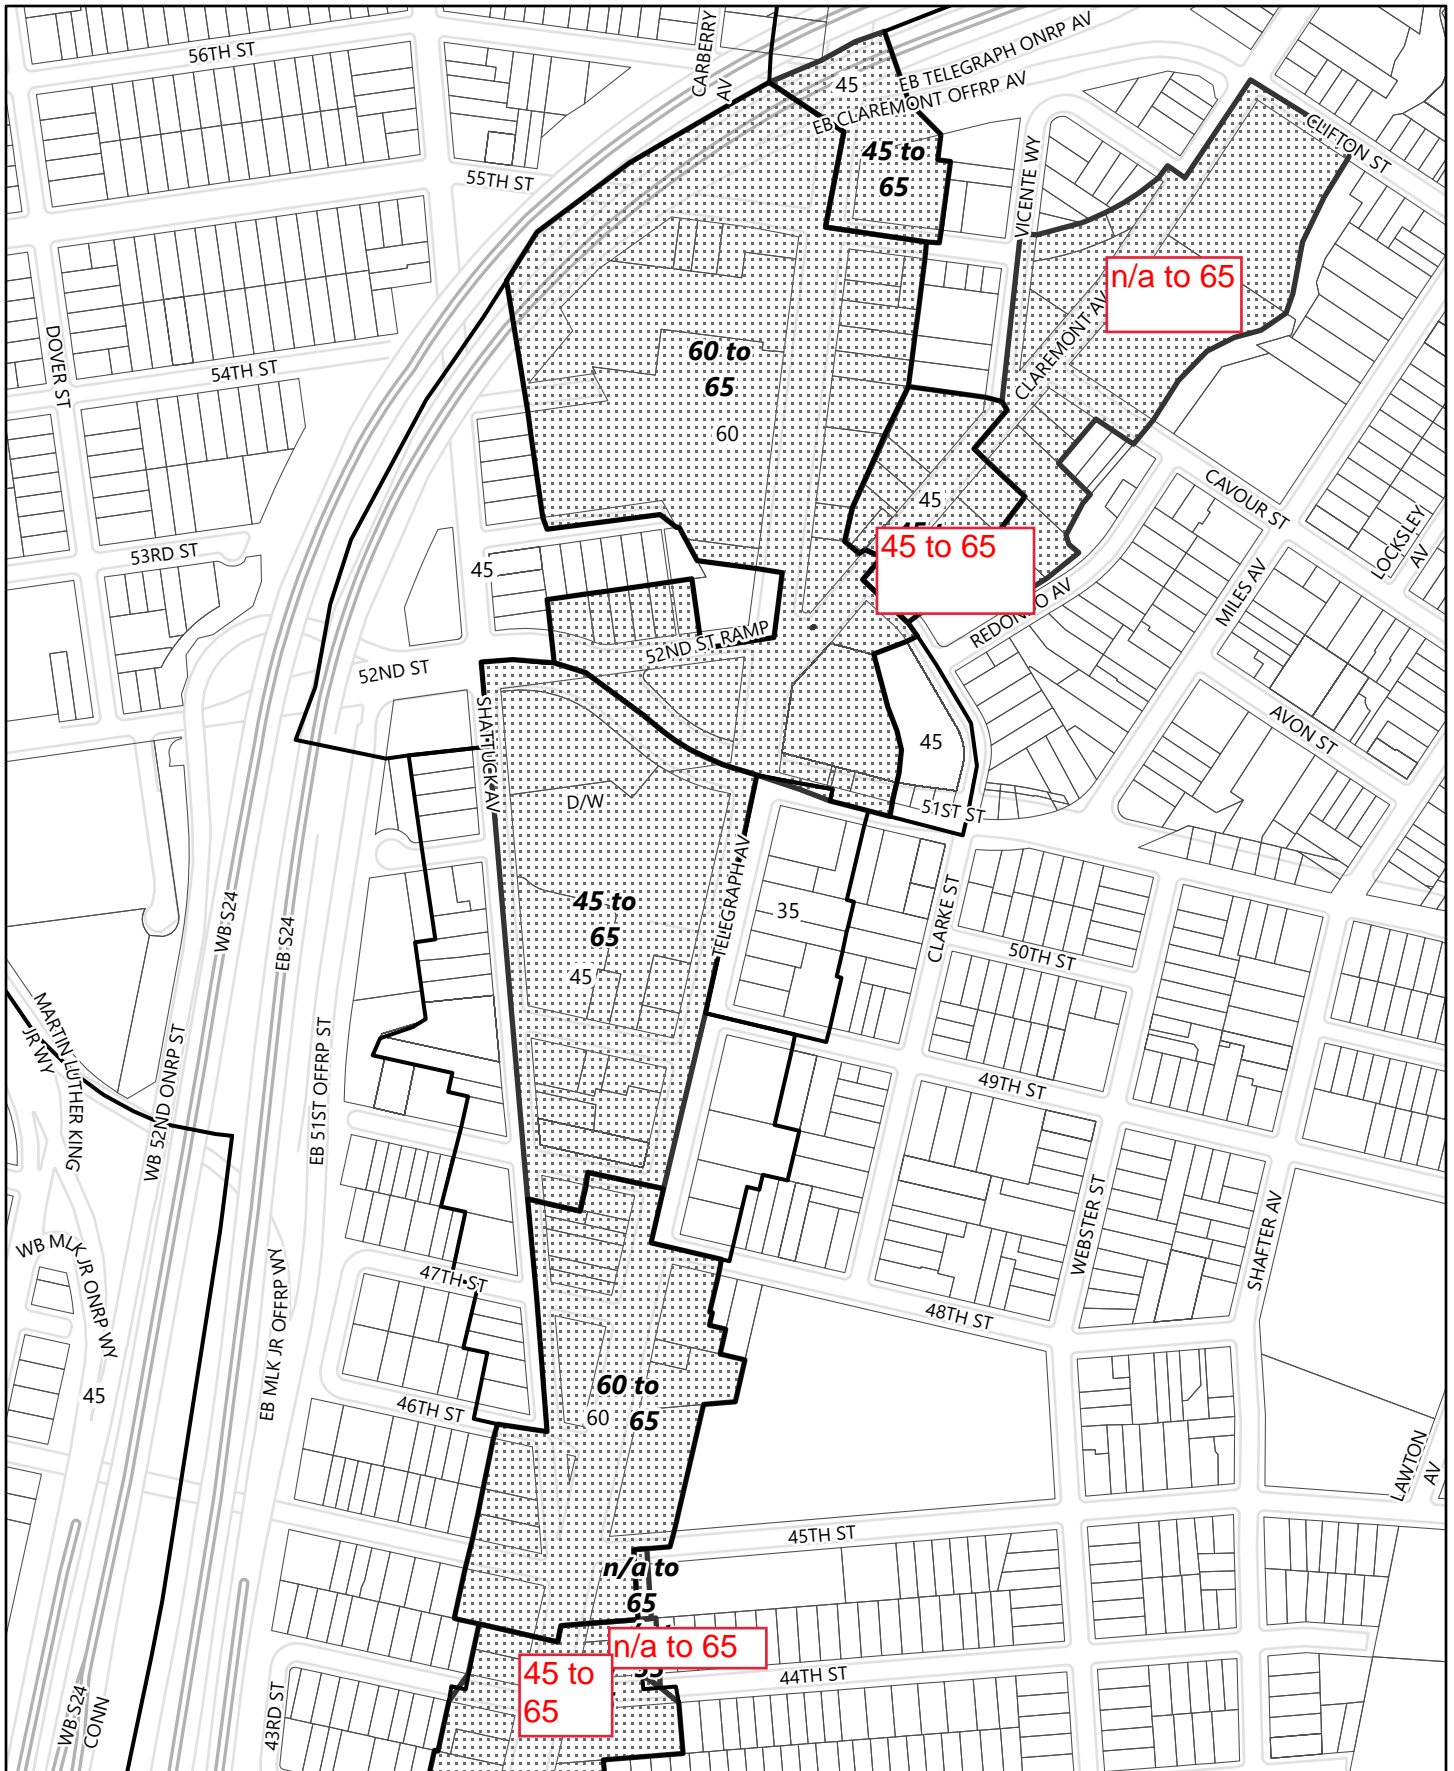 56TH ST
CARBERRY
AV
45
EB TELEGRAPH ONRP AV
EB CLAREMONT OFFRP AV
CLIFTON ST
45 to
65
55TH ST
VICENTE WY
n/a to 65
CLAREMONT AV
DOVER ST
54TH ST
60 to
65
60
45
CAVOUR ST
LOCKSLEY
AV
53RD ST
45
45 to 65
MILES AV
REDON O AV
52ND ST RAMP
52ND ST
SHATTUCK AV
AVON ST
45
D/W
51ST ST
TELEGRAPH AV
WB S24
EB S24
45 to
65
45
35
CLARKE ST
50TH ST
MARTIN LUTHER KING
JR WY
WB 52ND ONRP ST
EB 51ST OFFRP ST
49TH ST
WEBSTER ST
SHAFTER AV
WB MLK JR ONRP WY
47TH ST
EB MLK JR OFFRP WY
48TH ST
45
46TH ST
60 to
60
65
LAWTON
AV
45TH ST
n/a to
65
n/a to 65
45 to
65
44TH ST
43RD ST
WB S24
CONN